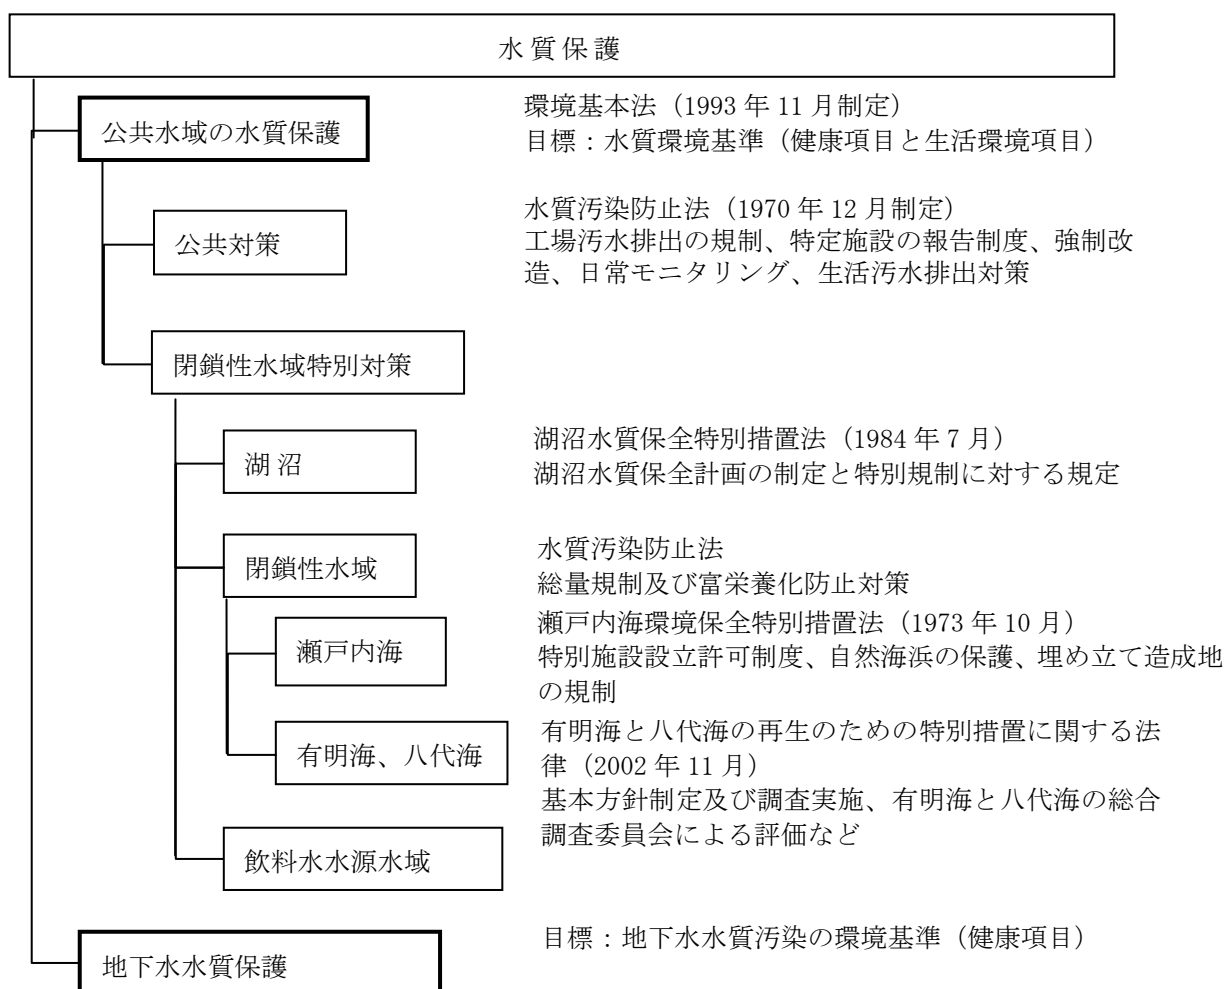 水質保護
公共水域の水質保護
環境基本法（1993 年 11 月制定）
目標：水質環境基準（健康項目と生活環境項目）
公共対策
水質汚染防止法（1970 年 12 月制定）
工場汚水排出の規制、特定施設の報告制度、強制改
造、日常モニタリング、生活汚水排出対策
閉鎖性水域特別対策
湖 沼
湖沼水質保全特別措置法（1984 年 7 月）
湖沼水質保全計画の制定と特別規制に対する規定
閉鎖性水域
水質汚染防止法
総量規制及び富栄養化防止対策
瀬戸内海
瀬戸内海環境保全特別措置法（1973 年 10 月）
特別施設設立許可制度、自然海浜の保護、埋め立て造成地
の規制
有明海、八代海
有明海と八代海の再生のための特別措置に関する法
律（2002 年 11 月）
基本方針制定及び調査実施、有明海と八代海の総合
調査委員会による評価など
飲料水水源水域
地下水水質保護
目標：地下水水質汚染の環境基準（健康項目）